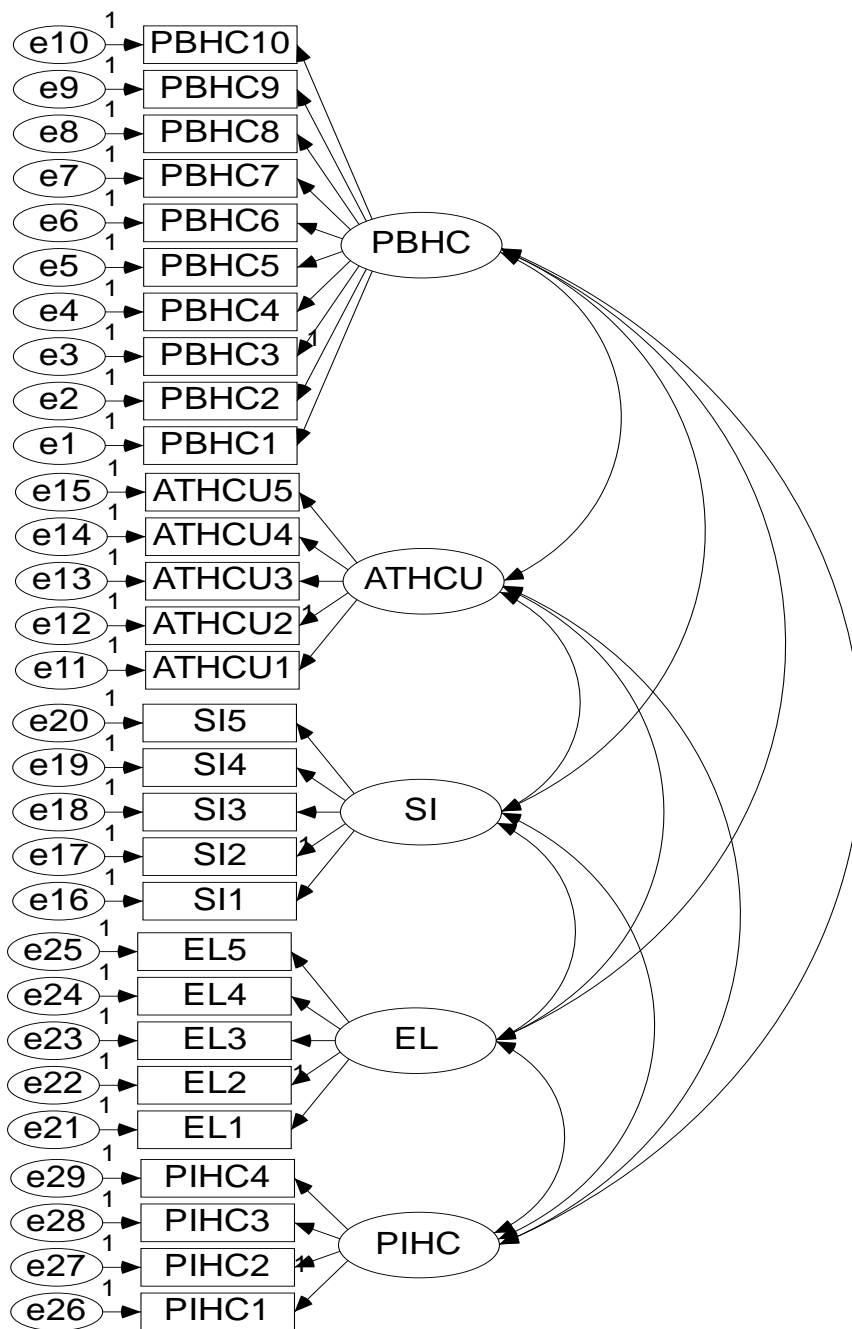 1
e10 PBHC10
1
e9 PBHC9
1
e8 PBHC8
1
e7 PBHC7
1
e6 PBHC6
PBHC
1
e5 PBHC5
1
e4 PBHC4
1
1
e3 PBHC3
1
e2 PBHC2
1
e1 PBHC1
1
e15 ATHCU5
1
e14 ATHCU4
1
e13 ATHCU3 ATHCU
1
1
e12 ATHCU2
1
e11 ATHCU1
1
e20 SI5
1
e19 SI4
1
e18 SI3 SI
1
1
e17 SI2
1
e16 SI1
1
e25 EL5
1
e24 EL4
1
e23 EL3 EL
1
1
e22 EL2
1
e21 EL1
1
e29 PIHC4
1
e28 PIHC3
PIHC
1
1
e27 PIHC2
1
e26 PIHC1